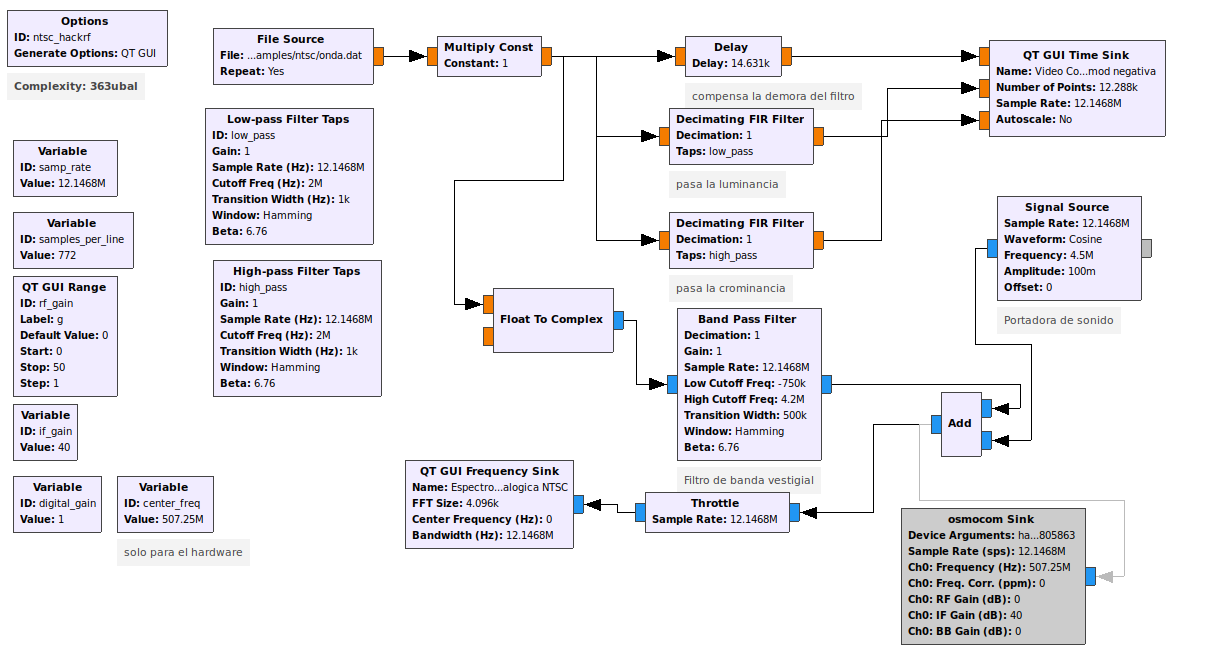 Options
ID: ntsc_hackrf
Generate Options: QT GUI
Complexity: 363ubal
File Source
File: ...amples/ntsc/onda.dat
Repeat: Yes
Multiply Const
Constant: 1
Delay
Delay: 14.631k
compensa la demora del filtro
QT GUI Time Sink
Name: Video Co...mod negativa
Number of Points: 12.288k
Sample Rate: 12.1468M
Autoscale: No
Variable
ID: samp_rate
Value: 12.1468M
Low-pass Filter Taps
ID: low_pass
Gain: 1
Sample Rate (Hz): 12.1468M
Cutoff Freq (Hz): 2M
Transition Width (Hz): 1k
Window: Hamming
Beta: 6.76
Decimating FIR Filter
Decimation: 1
Taps: low_pass
pasa la luminancia
Variable
ID: samples_per_line
Value: 772
Decimating FIR Filter
Decimation: 1
Taps: high_pass
pasa la crominancia
Signal Source
Sample Rate: 12.1468M
Waveform: Cosine
Frequency: 4.5M
Amplitude: 100m
Offset: 0
Portadora de sonido
QT GUI Range
ID: rf_gain
Label: g
Default Value: 0
Start: 0
Stop: 50
Step: 1
High-pass Filter Taps
ID: high_pass
Gain: 1
Sample Rate (Hz): 12.1468M
Cutoff Freq (Hz): 2M
Transition Width (Hz): 1k
Window: Hamming
Beta: 6.76
Float To Complex
Band Pass Filter
Decimation: 1
Gain: 1
Sample Rate: 12.1468M
Low Cutoff Freq: -750k
High Cutoff Freq: 4.2M
Transition Width: 500k
Window: Hamming
Beta: 6.76
Filtro de banda vestigial
Add
Variable
ID: if_gain
Value: 40
Variable
ID: digital_gain
Value: 1
Variable
ID: center_freq
Value: 507.25M
solo para el hardware
QT GUI Frequency Sink
Name: Espectro...alogica NTSC
FFT Size: 4.096k
Center Frequency (Hz): 0
Bandwidth (Hz): 12.1468M
Throttle
Sample Rate: 12.1468M
osmocom Sink
Device Arguments: ha...805863
Sample Rate (sps): 12.1468M
Ch0: Frequency (Hz): 507.25M
Ch0: Freq. Corr. (ppm): 0
Ch0: RF Gain (dB): 0
Ch0: IF Gain (dB): 40
Ch0: BB Gain (dB): 0